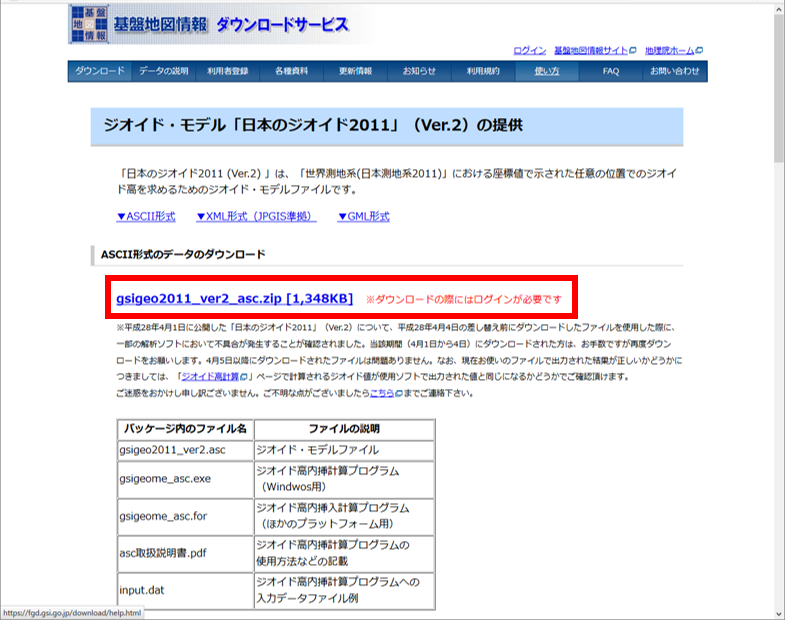 基盤地図情報
基盤地図情報 ダウンロードサービス
ログイン 基盤地図情報サイト 地理院ホーム
ダウンロード データの説明 利用者登録 各種資料 更新情報 お知らせ 利用規約 使い方 FAQ お問い合わせ
ジオイド・モデル「日本のジオイド2011」（Ver.2）の提供
「日本のジオイド2011 (Ver.2) 」は、「世界測地系(日本測地系2011)」における座標値で示された任意の位置でのジオイ
ド高を求めるためのジオイド・モデルファイルです。
▼ASCII形式 ▼XML形式（JPGIS準拠） ▼GML形式
ASCII形式のデータのダウンロード
gsigeo2011_ver2_asc.zip [1,348KB] ※ダウンロードの際にはログインが必要です
※平成28年4月1日に公開した「日本のジオイド2011」（Ver.2）について、平成28年4月4日の差し替え前にダウンロードしたファイルを使用した際に、
一部の解析ソフトにおいて不具合が発生することが確認されました。当該期間（4月1日から4日）にダウンロードされた方は、お手数ですが再度ダウン
ロードをお願いします。4月5日以降にダウンロードされたファイルは問題ありません。なお、現在お使いのファイルで出力された結果が正しいかどうかに
つきましては、「ジオイド高計算」ページで計算されるジオイド値が使用ソフトで出力された値と同じになるかどうかでご確認頂けます。
ご迷惑をおかけし申し訳ございません。ご不明な点がございましたらこちらまでご連絡下さい。
パッケージ内のファイル名 ファイルの説明
gsigeo2011_ver2.asc ジオイド・モデルファイル
gsigeome_asc.exe ジオイド高内挿計算プログラム
（Windwos用）
gsigeome_asc.for ジオイド高内挿入計算プログラム
（ほかのプラットフォーム用）
asc取扱説明書.pdf ジオイド高内挿計算プログラムの
使用方法などの記載
input.dat ジオイド高内挿計算プログラムへの
入力データファイル例
https://fgd.gsi.go.jp/download/help.html